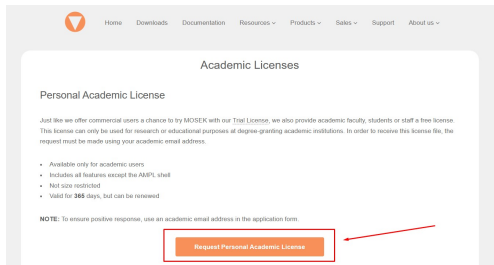 Home Downloads Documentation Resources Products Sales Support About us
Academic Licenses
Personal Academic License
Just like we offer commercial users a chance to try MOSEK with our Trial License, we also provide academic faculty, students or staff a free license.
This license can only be used for research or educational purposes at degree-granting academic institutions. In order to receive this license file, the
request must be made using your academic email address.
Available only for academic users
Includes all features except the AMPL shell
Not size restricted
Valid for 365 days, but can be renewed
NOTE: To ensure positive response, use an academic email address in the application form.
Request Personal Academic License